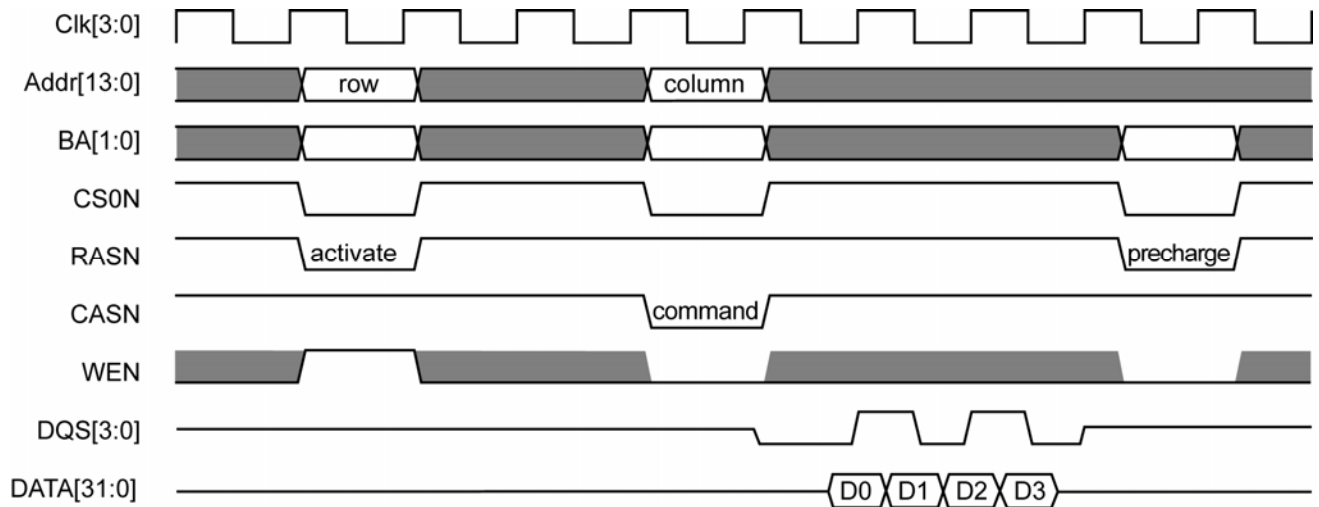 Clk[3:0]
Addr[13:0] row column
BA[1:0]
CS0N
RASN activate precharge
CASN command
WEN
DQS[3:0]
DATA[31:0] D0 D1 D2 D3